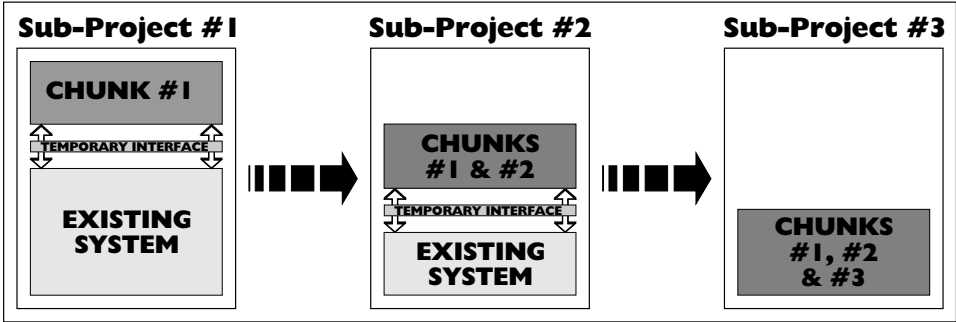 Sub-Project #1
CHUNK #1
TEMPORARY INTERFACE
EXISTING
SYSTEM
Sub-Project #2
CHUNKS
#1 & #2
TEMPORARY INTERFACE
EXISTING
SYSTEM
Sub-Project #3
CHUNKS
#1, #2
& #3